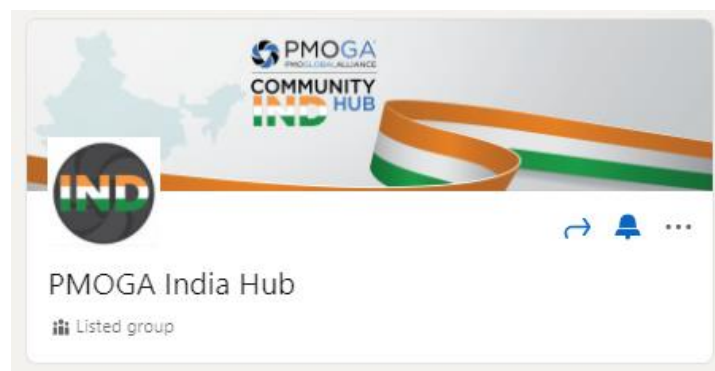 PMOGA
PMOGLOBALALLIANCE
COMMUNITY
IND HUB
IND
PMOGA India Hub
Listed group